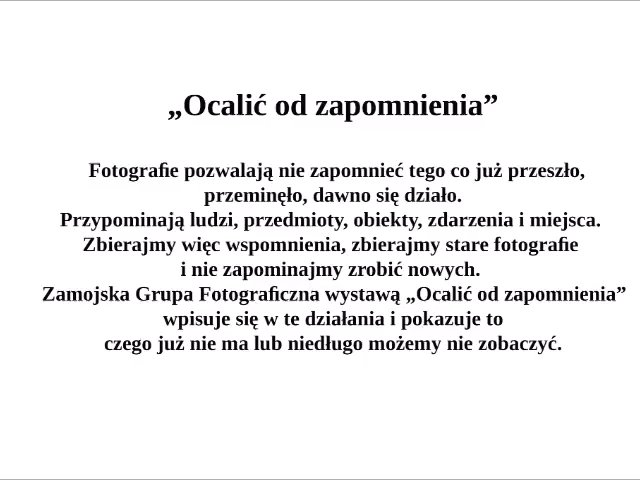 „Ocalić od zapomnienia”
Fotografie pozwalają nie zapomnieć tego co już przeszło,
przeminęło, dawno się działo.
Przypominają ludzi, przedmioty, obiekty, zdarzenia i miejsca.
Zbierajmy więc wspomnienia, zbierajmy stare fotografie
i nie zapominajmy zrobić nowych.
Zamojska Grupa Fotograficzna wystawą „Ocalić od zapomnienia”
wpisuje się w te działania i pokazuje to
czego już nie ma lub niedługo możemy nie zobaczyć.